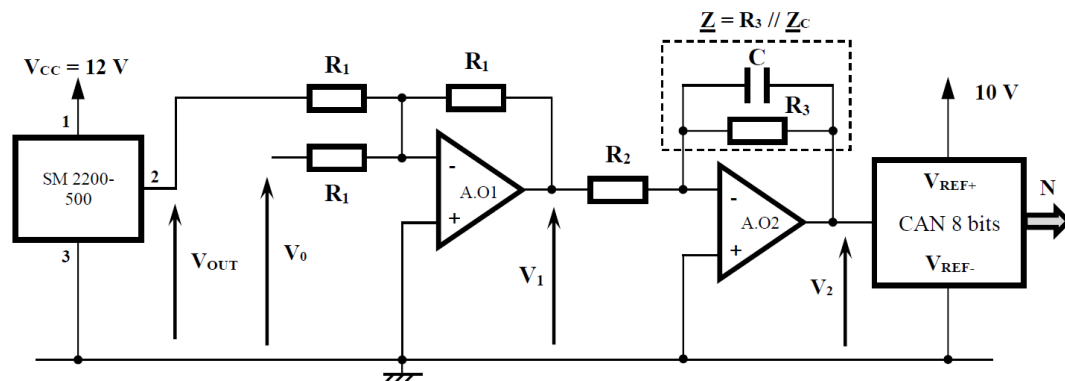 Z = R3 // ZC
VCC = 12 V
R1
R1
C
10 V
1
R3
SM 2200-
500
2
R1
-
+
A.O1
R2
-
+
A.O2
VREF+
CAN 8 bits
VREF-
N
3
VOUT
V0
V1
V2